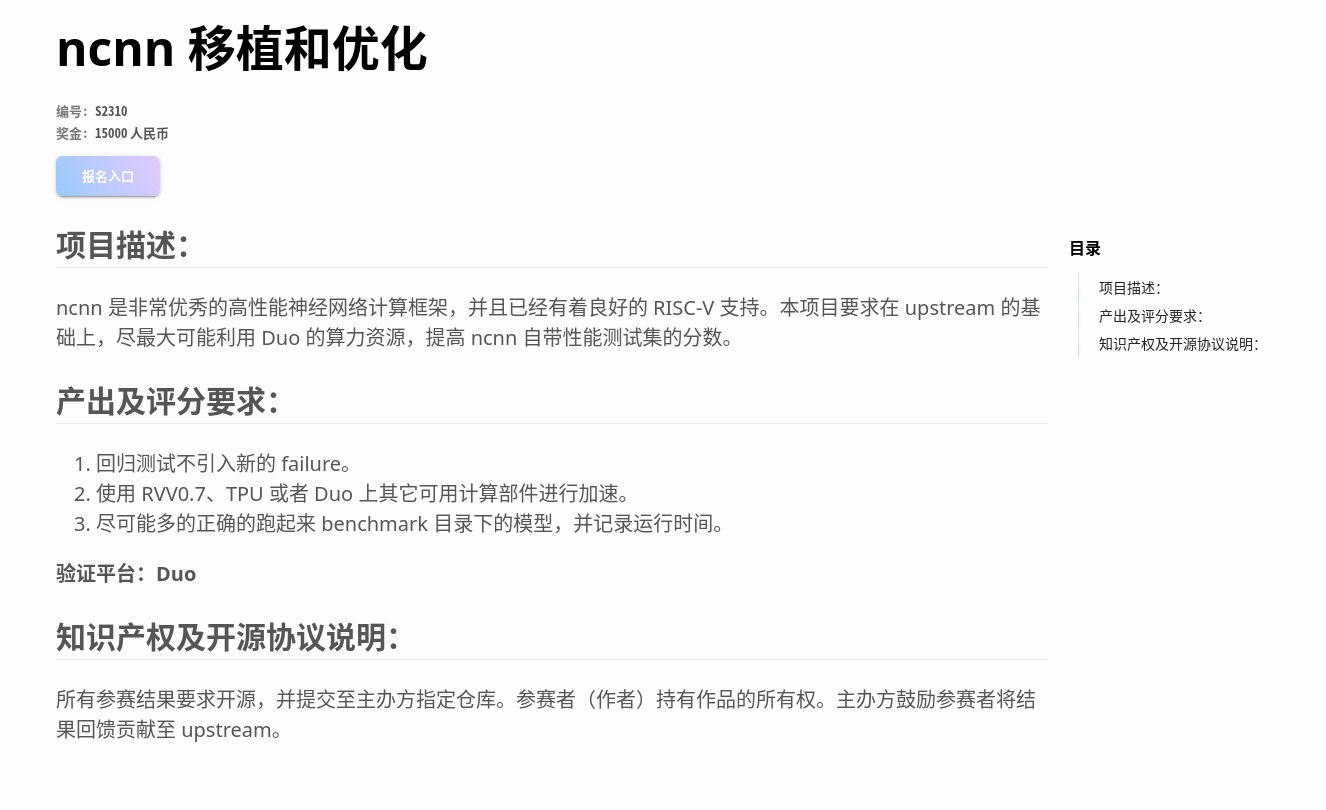 ncnn 移植和优化
编号：S2310
奖金：15000 人民币
报名入口
项目描述：
ncnn 是非常优秀的高性能神经网络计算框架，并且已经有着良好的 RISC-V 支持。本项目要求在 upstream 的基
础上，尽最大可能利用 Duo 的算力资源，提高 ncnn 自带性能测试集的分数。
产出及评分要求：
1. 回归测试不引入新的 failure。
2. 使用 RVV0.7、TPU 或者 Duo 上其它可用计算部件进行加速。
3. 尽可能多的正确的跑起来 benchmark 目录下的模型，并记录运行时间。
验证平台：Duo
知识产权及开源协议说明：
所有参赛结果要求开源，并提交至主办方指定仓库。参赛者（作者）持有作品的所有权。主办方鼓励参赛者将结
果回馈贡献至 upstream。
目录
项目描述：
产出及评分要求：
知识产权及开源协议说明：